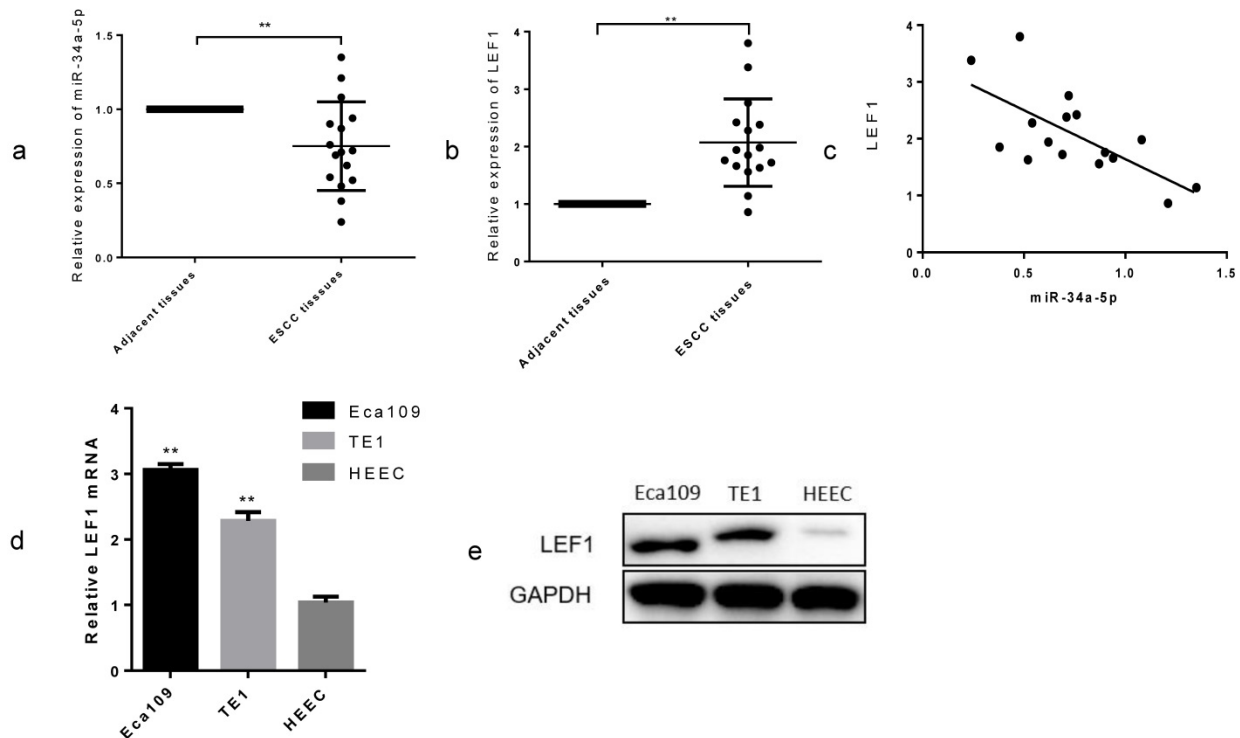 a
Relative expression of miR-34a-5p
1.5
1.0
0.5
0.0
**
Adjacent tissues
ESCC tisssues
b
Relative expression of LEF1
4
3
2
1
0
**
Adjacent tissues
ESCC tissues
c
LEF1
4
3
2
1
0
0.0 0.5 1.0 1.5
miR-34a-5p
d
Relative LEF1 mRNA
4
3
2
1
0
** **
Eca109
TE1
HEEC
Eca109
TE1
HEEC
e
Eca109 TE1 HEEC
LEF1
GAPDH